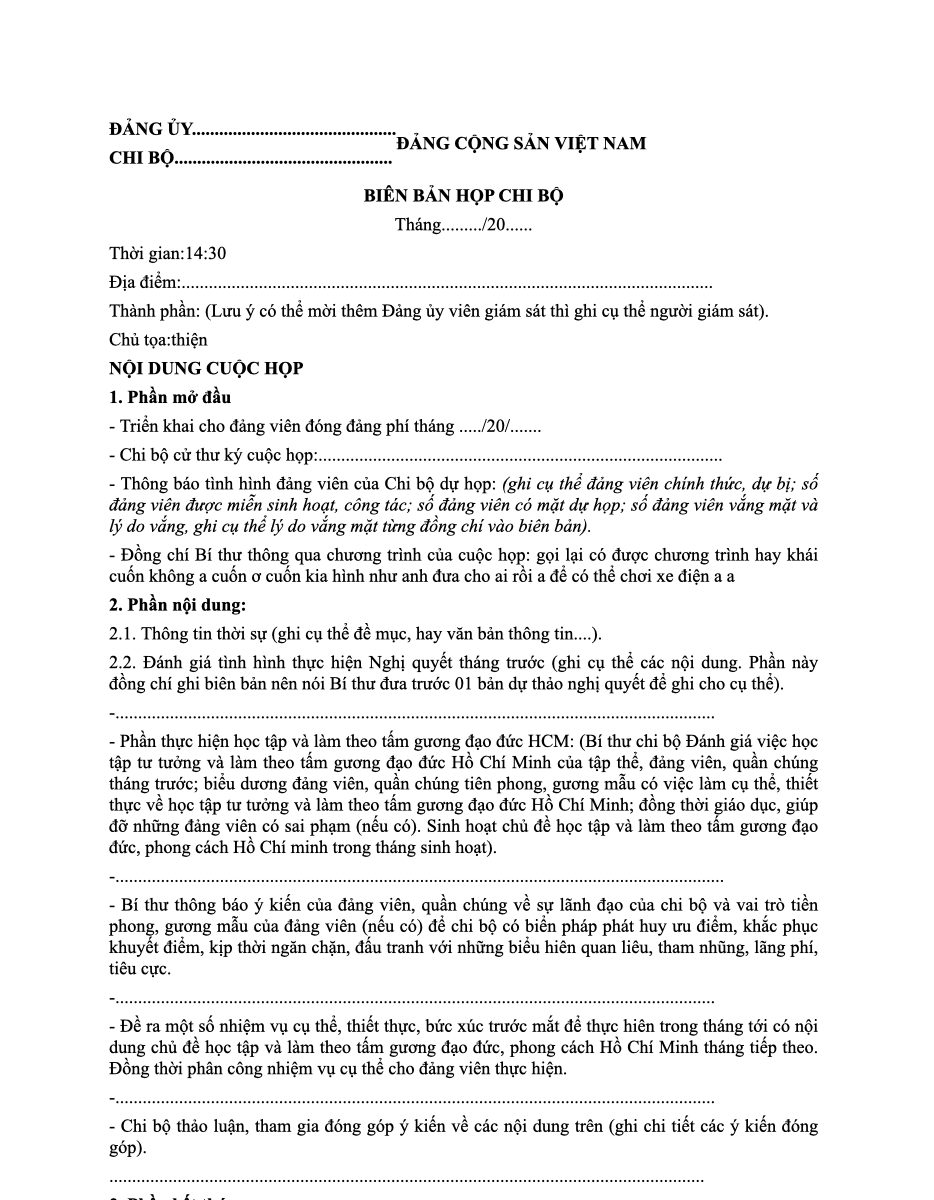 ĐẢNG ỦY.............................................
ĐẢNG CỘNG SẢN VIỆT NAM
CHI BỘ................................................
BIÊN BẢN HỌP CHI BỘ
Tháng........./20......
Thời gian:14:30
Địa điểm:.....................................................................................................................
Thành phần: (Lưu ý có thể mời thêm Đảng ủy viên giám sát thì ghi cụ thể người giám sát).
Chủ tọa:thiện
NỘI DUNG CUỘC HỌP
1. Phần mở đầu
- Triển khai cho đảng viên đóng đảng phí tháng ...../20/.......
- Chi bộ cử thư ký cuộc họp:.........................................................................................
- Thông báo tình hình đảng viên của Chi bộ dự họp: (ghi cụ thể đảng viên chính thức, dự bị; số
đảng viên được miễn sinh hoạt, công tác; số đảng viên có mặt dự họp; số đảng viên vắng mặt và
lý do vắng, ghi cụ thể lý do vắng mặt từng đồng chí vào biên bản).
- Đồng chí Bí thư thông qua chương trình của cuộc họp: gọi lại có được chương trình hay khái
cuốn không a cuốn ơ cuốn kia hình như anh đưa cho ai rồi a để có thể chơi xe điện a a
2. Phần nội dung:
2.1. Thông tin thời sự (ghi cụ thể đề mục, hay văn bản thông tin....).
2.2. Đánh giá tình hình thực hiện Nghị quyết tháng trước (ghi cụ thể các nội dung. Phần này
đồng chí ghi biên bản nên nói Bí thư đưa trước 01 bản dự thảo nghị quyết để ghi cho cụ thể).
-....................................................................................................................................
- Phần thực hiện học tập và làm theo tấm gương đạo đức HCM: (Bí thư chi bộ Đánh giá việc học
tập tư tưởng và làm theo tấm gương đạo đức Hồ Chí Minh của tập thể, đảng viên, quần chúng
tháng trước; biểu dương đảng viên, quần chúng tiên phong, gương mẫu có việc làm cụ thể, thiết
thực về học tập tư tưởng và làm theo tấm gương đạo đức Hồ Chí Minh; đồng thời giáo dục, giúp
đỡ những đảng viên có sai phạm (nếu có). Sinh hoạt chủ đề học tập và làm theo tấm gương đạo
đức, phong cách Hồ Chí minh trong tháng sinh hoạt).
-......................................................................................................................................
- Bí thư thông báo ý kiến của đảng viên, quần chúng về sự lãnh đạo của chi bộ và vai trò tiền
phong, gương mẫu của đảng viên (nếu có) để chi bộ có biển pháp phát huy ưu điểm, khắc phục
khuyết điểm, kịp thời ngăn chặn, đấu tranh với những biểu hiên quan liêu, tham nhũng, lãng phí,
tiêu cực.
-....................................................................................................................................
- Đề ra một số nhiệm vụ cụ thể, thiết thực, bức xúc trước mắt để thực hiên trong tháng tới có nội
dung chủ đề học tập và làm theo tấm gương đạo đức, phong cách Hồ Chí Minh tháng tiếp theo.
Đồng thời phân công nhiệm vụ cụ thể cho đảng viên thực hiện.
-....................................................................................................................................
- Chi bộ thảo luận, tham gia đóng góp ý kiến về các nội dung trên (ghi chi tiết các ý kiến đóng
góp).
...................................................................................................................................